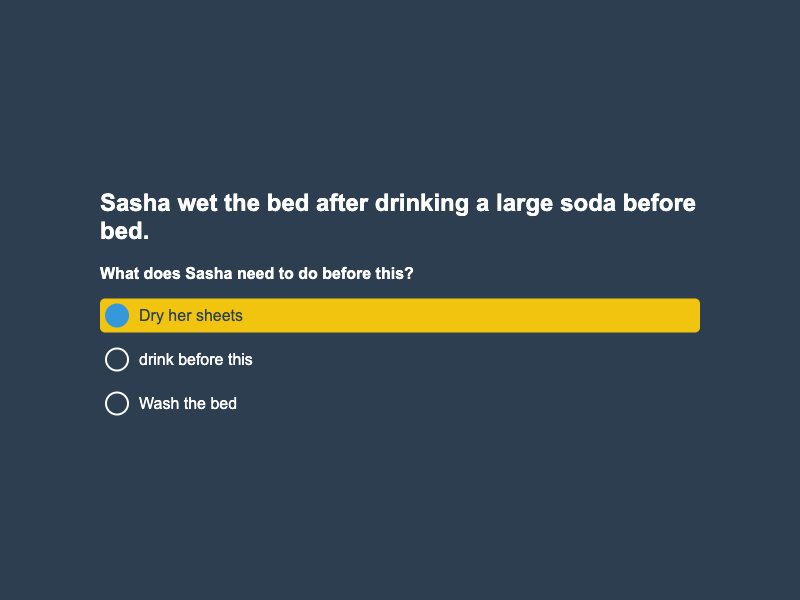 Sasha wet the bed after drinking a large soda before
bed.
What does Sasha need to do before this?
Dry her sheets
drink before this
Wash the bed